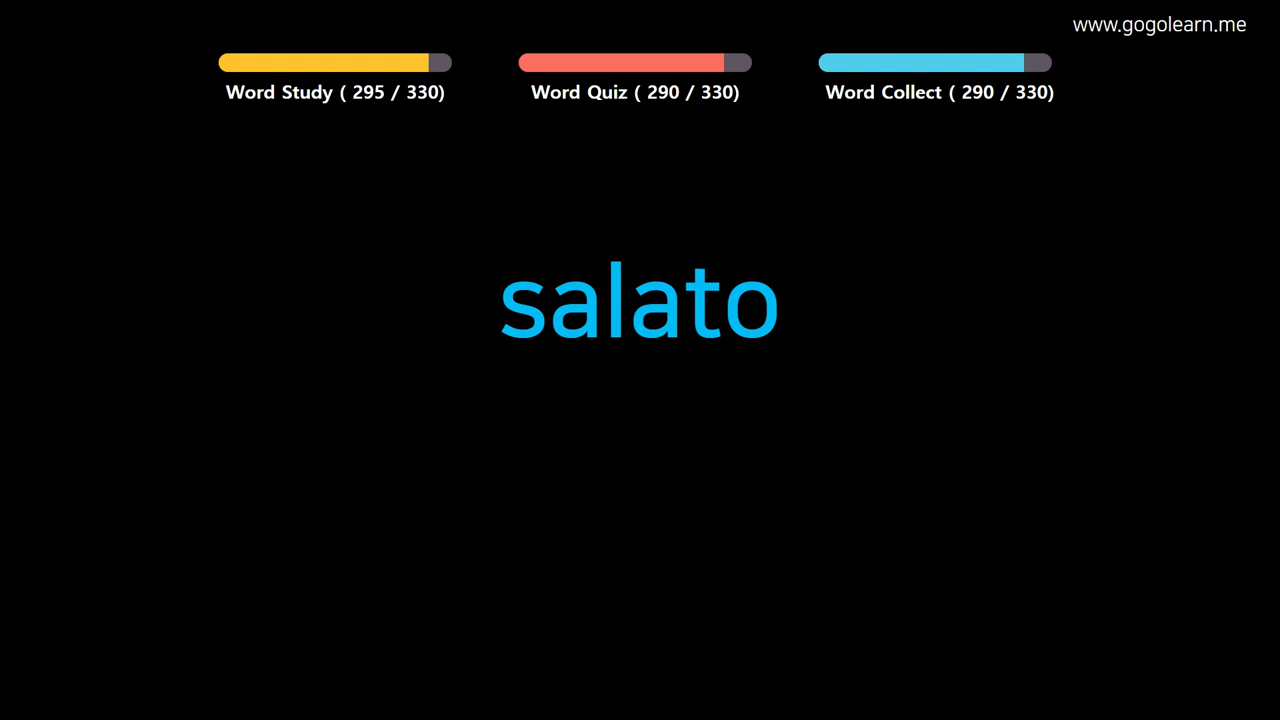 www.gogolearn.me
Word Study ( 295 / 330)
Word Quiz ( 290 / 330)
Word Collect ( 290 / 330)
salato